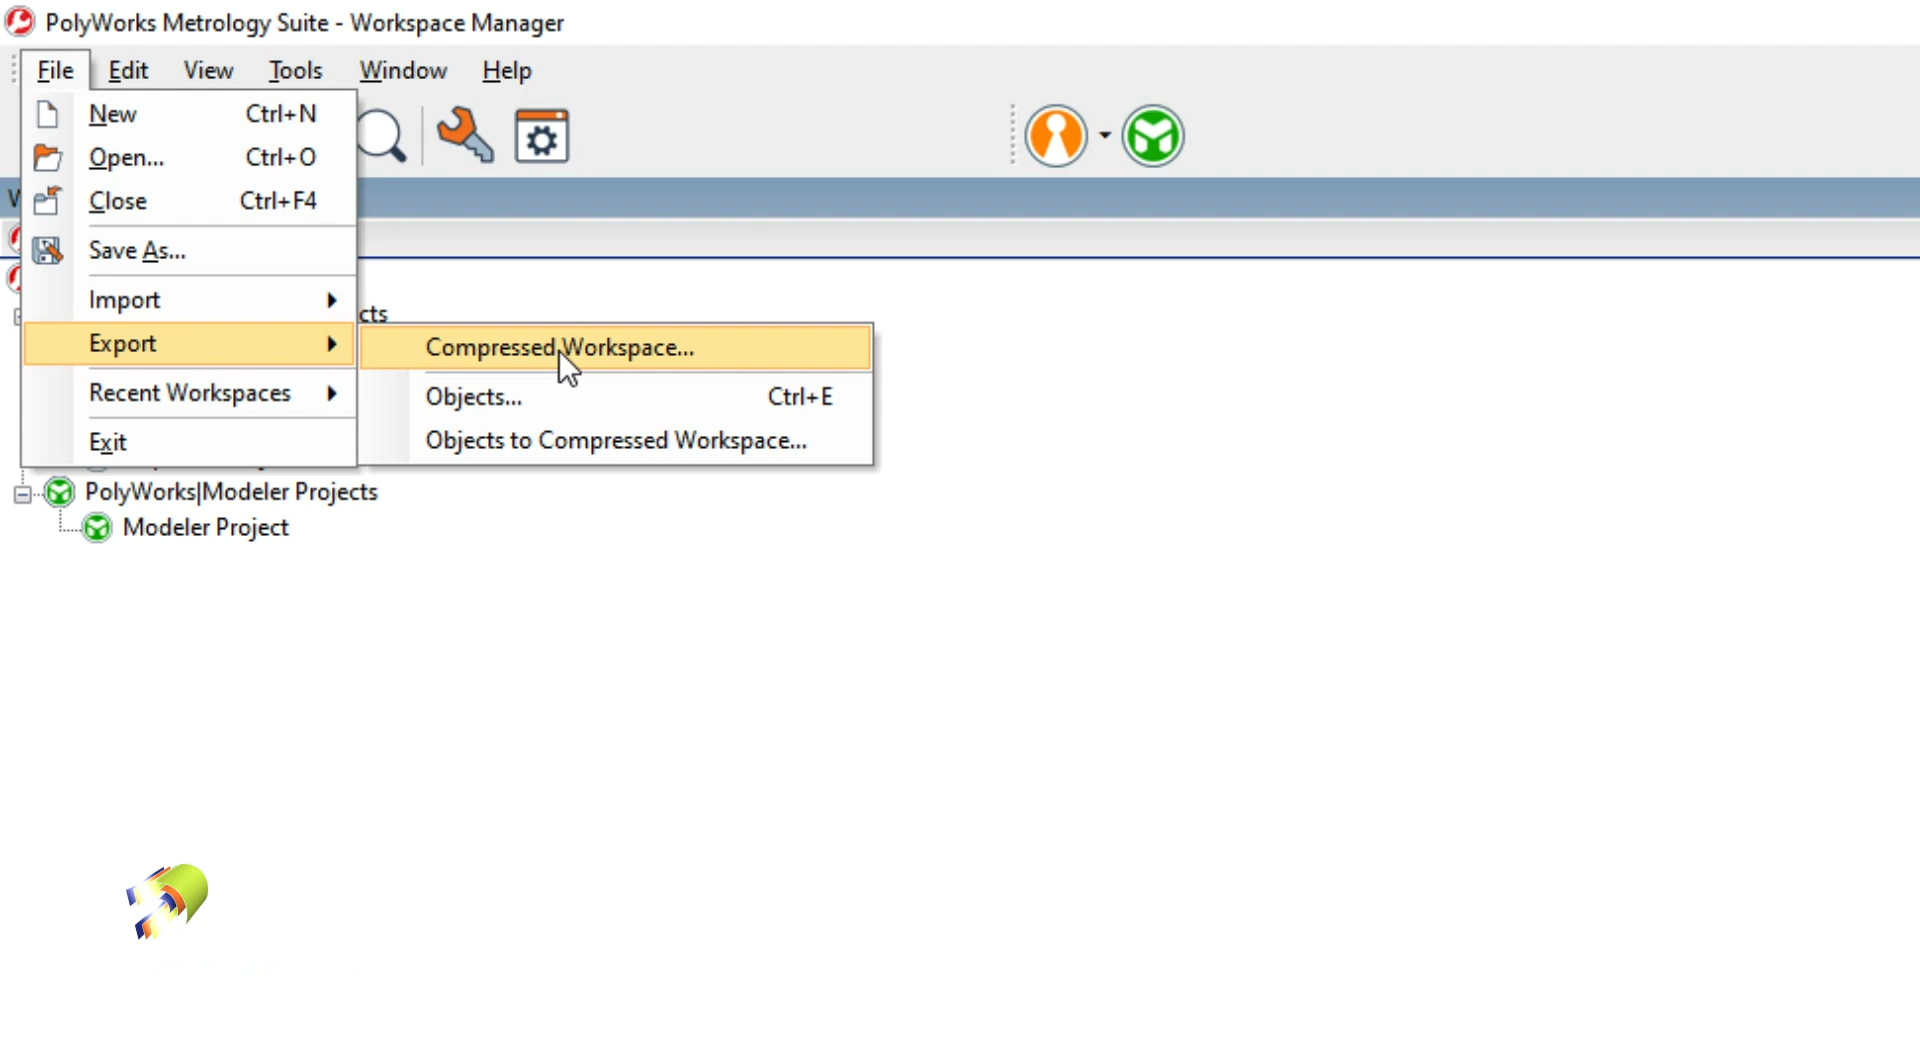 PolyWorks Metrology Suite - Workspace Manager
File Edit View Tools Window Help
New Ctrl+N
Open... Ctrl+O
Close Ctrl+F4
Save As...
Import
cts
Export
Compressed Workspace...
Recent Workspaces
Objects... Ctrl+E
Exit
Objects to Compressed Workspace...
PolyWorks|Modeler Projects
Modeler Project